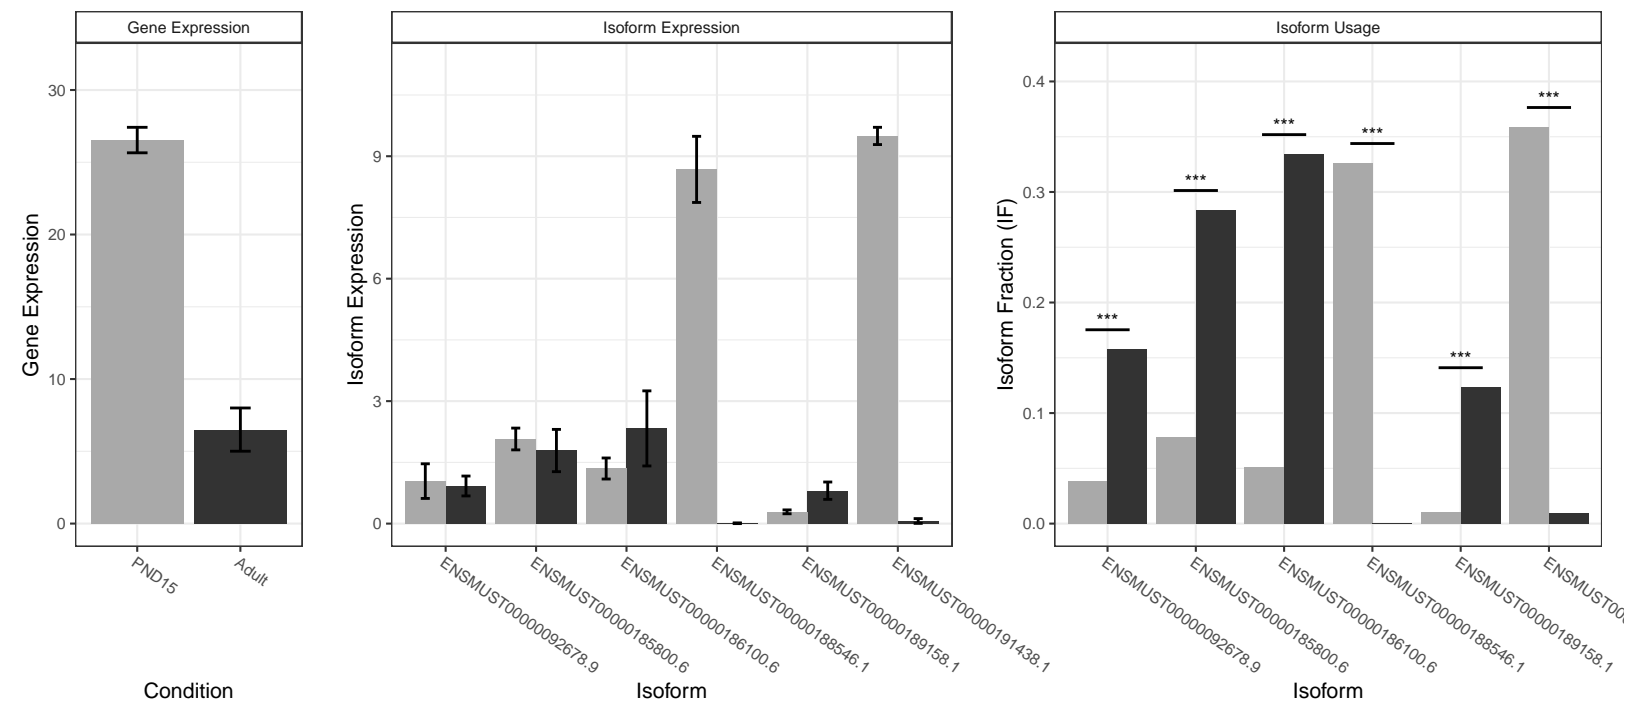 Gene Expression
Isoform Expression
Isoform Usage
Gene Expression
30
20
10
0
PND15
Adult
Condition
Isoform Expression
9
6
3
0
ENSMUST00000092678.9
ENSMUST00000185800.6
ENSMUST00000186100.6
ENSMUST00000188546.1
ENSMUST00000189158.1
ENSMUST00000191438.1
Isoform
Isoform Fraction (IF)
0.4
0.3
0.2
0.1
0.0
***
***
***
***
***
***
ENSMUST00000092678.9
ENSMUST00000185800.6
ENSMUST00000186100.6
ENSMUST00000188546.1
ENSMUST00000189158.1
Isoform